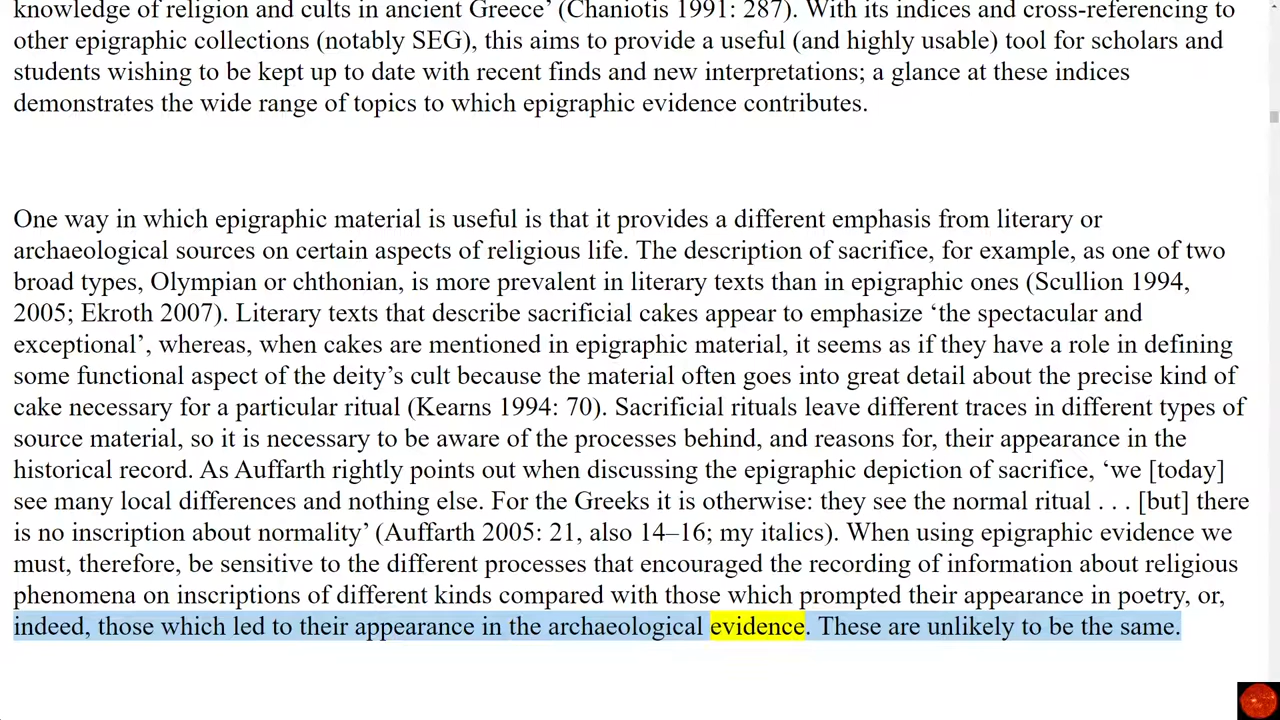 knowledge of religion and cults in ancient Greece’ (Chaniotis 1991: 287). With its indices and cross-referencing to
other epigraphic collections (notably SEG), this aims to provide a useful (and highly usable) tool for scholars and
students wishing to be kept up to date with recent finds and new interpretations; a glance at these indices
demonstrates the wide range of topics to which epigraphic evidence contributes.
One way in which epigraphic material is useful is that it provides a different emphasis from literary or
archaeological sources on certain aspects of religious life. The description of sacrifice, for example, as one of two
broad types, Olympian or chthonian, is more prevalent in literary texts than in epigraphic ones (Scullion 1994,
2005; Ekroth 2007). Literary texts that describe sacrificial cakes appear to emphasize ‘the spectacular and
exceptional’, whereas, when cakes are mentioned in epigraphic material, it seems as if they have a role in defining
some functional aspect of the deity’s cult because the material often goes into great detail about the precise kind of
cake necessary for a particular ritual (Kearns 1994: 70). Sacrificial rituals leave different traces in different types of
source material, so it is necessary to be aware of the processes behind, and reasons for, their appearance in the
historical record. As Auffarth rightly points out when discussing the epigraphic depiction of sacrifice, ‘we [today]
see many local differences and nothing else. For the Greeks it is otherwise: they see the normal ritual . . . [but] there
is no inscription about normality’ (Auffarth 2005: 21, also 14–16; my italics). When using epigraphic evidence we
must, therefore, be sensitive to the different processes that encouraged the recording of information about religious
phenomena on inscriptions of different kinds compared with those which prompted their appearance in poetry, or,
indeed, those which led to their appearance in the archaeological evidence. These are unlikely to be the same.